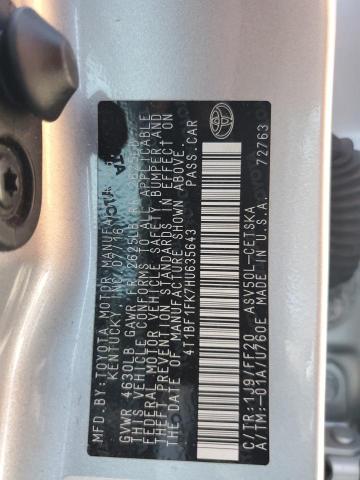 MFD.BY: TOYOTA MOTOR MANUFA
KENTUCKY, INC. 07/16
GVWR 4630LB GAWR FR 2625LB RR
THIS VEHICLE CONFORMS TO ALL APPLICABLE
FEDERAL MOTOR VEHICLE SAFETY BUMPER AND
THEFT PREVENTION STANDARDS IN EFFECT ON
THE DATE OF MANUFACTURE SHOWN ABOVE.
4T1BF1FK7HU635643 PASS.CAR
C/TR: 1J9/FF20 ASV50L-CETSKA
A/TM: -01A/U760E MADE IN U.S.A.
72763